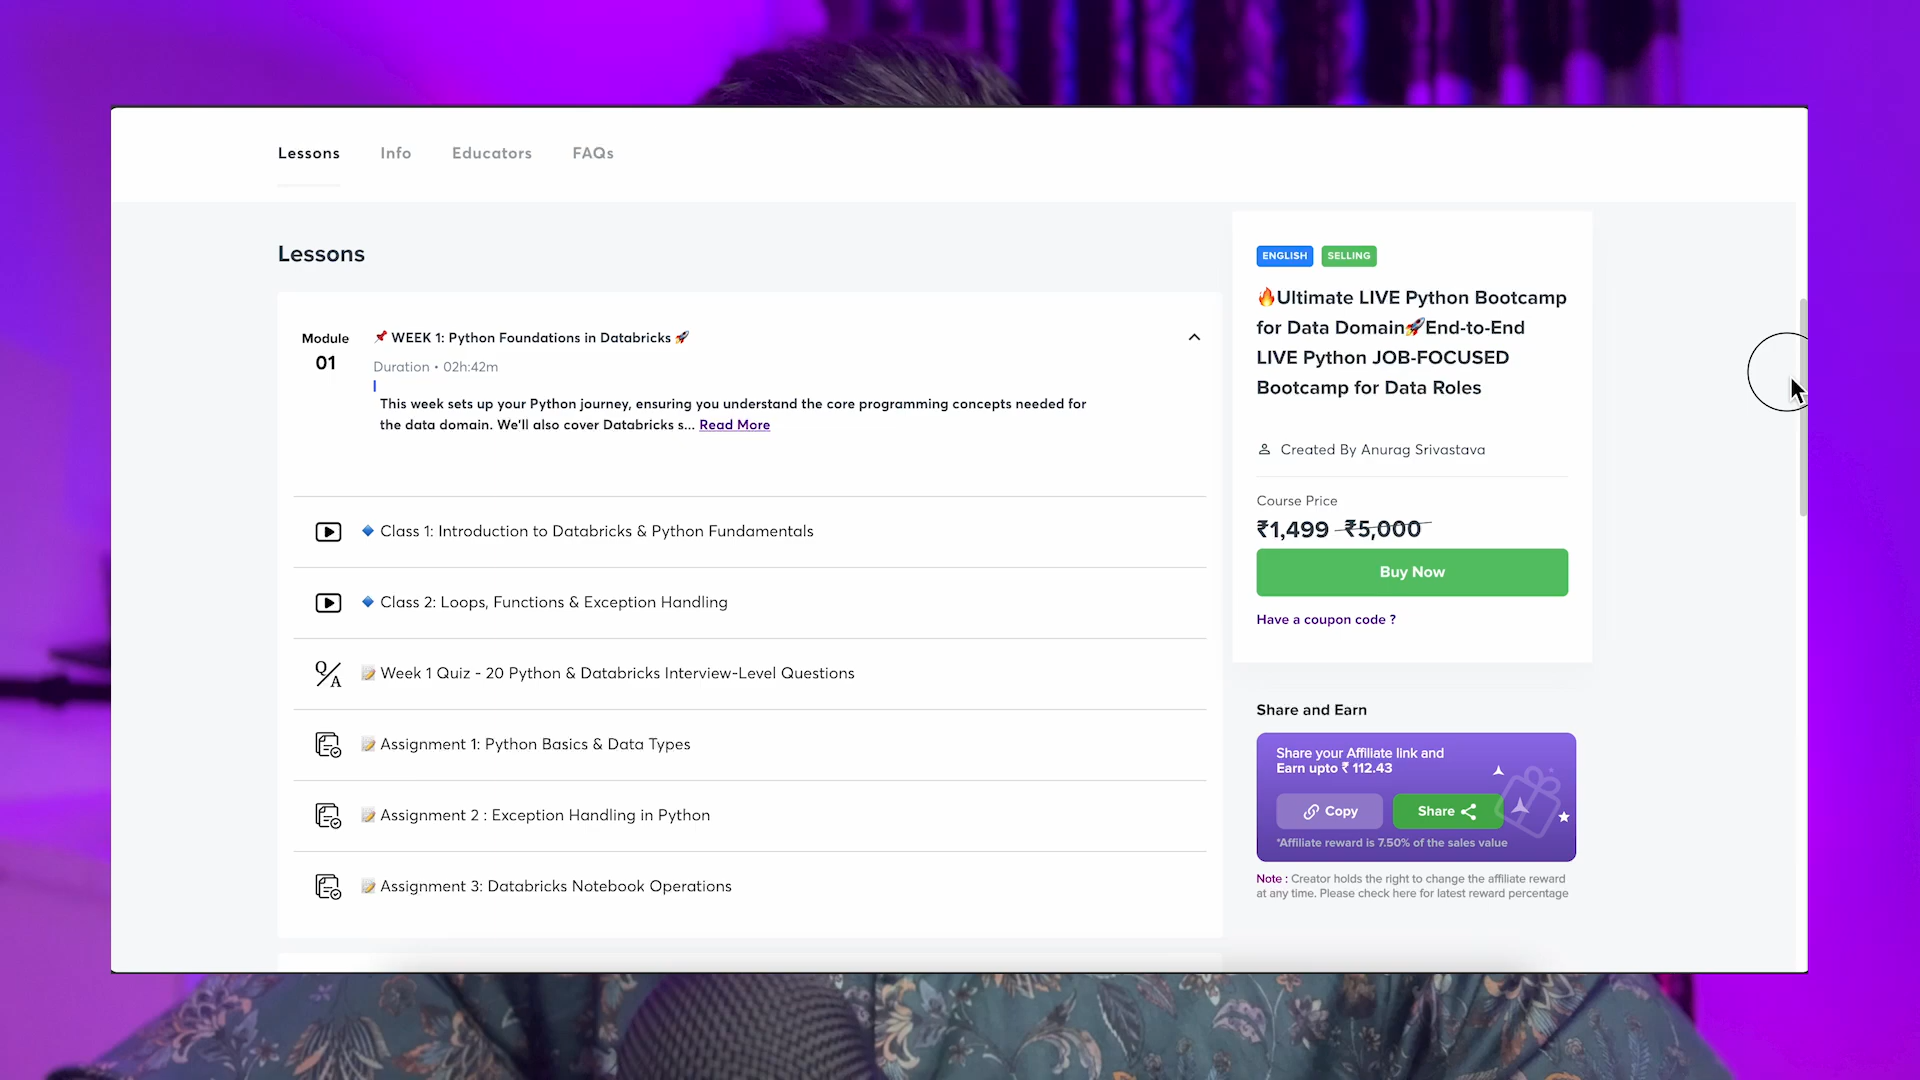 Lessons Info Educators FAQs
Lessons
Module
01
📌 WEEK 1: Python Foundations in Databricks 🚀
Duration • 02h:42m
This week sets up your Python journey, ensuring you understand the core programming concepts needed for
the data domain. We'll also cover Databricks s... Read More
🔹 Class 1: Introduction to Databricks & Python Fundamentals
🔹 Class 2: Loops, Functions & Exception Handling
Q/A 📝 Week 1 Quiz - 20 Python & Databricks Interview-Level Questions
📝 Assignment 1: Python Basics & Data Types
📝 Assignment 2 : Exception Handling in Python
📝 Assignment 3: Databricks Notebook Operations
ENGLISH SELLING
🔥Ultimate LIVE Python Bootcamp
for Data Domain🚀End-to-End
LIVE Python JOB-FOCUSED
Bootcamp for Data Roles
Created By Anurag Srivastava
Course Price
₹1,499 ₹5,000
Buy Now
Have a coupon code ?
Share and Earn
Share your Affiliate link and
Earn upto ₹ 112.43
Copy Share
*Affiliate reward is 7.50% of the sales value
Note : Creator holds the right to change the affiliate reward
at any time. Please check here for latest reward percentage